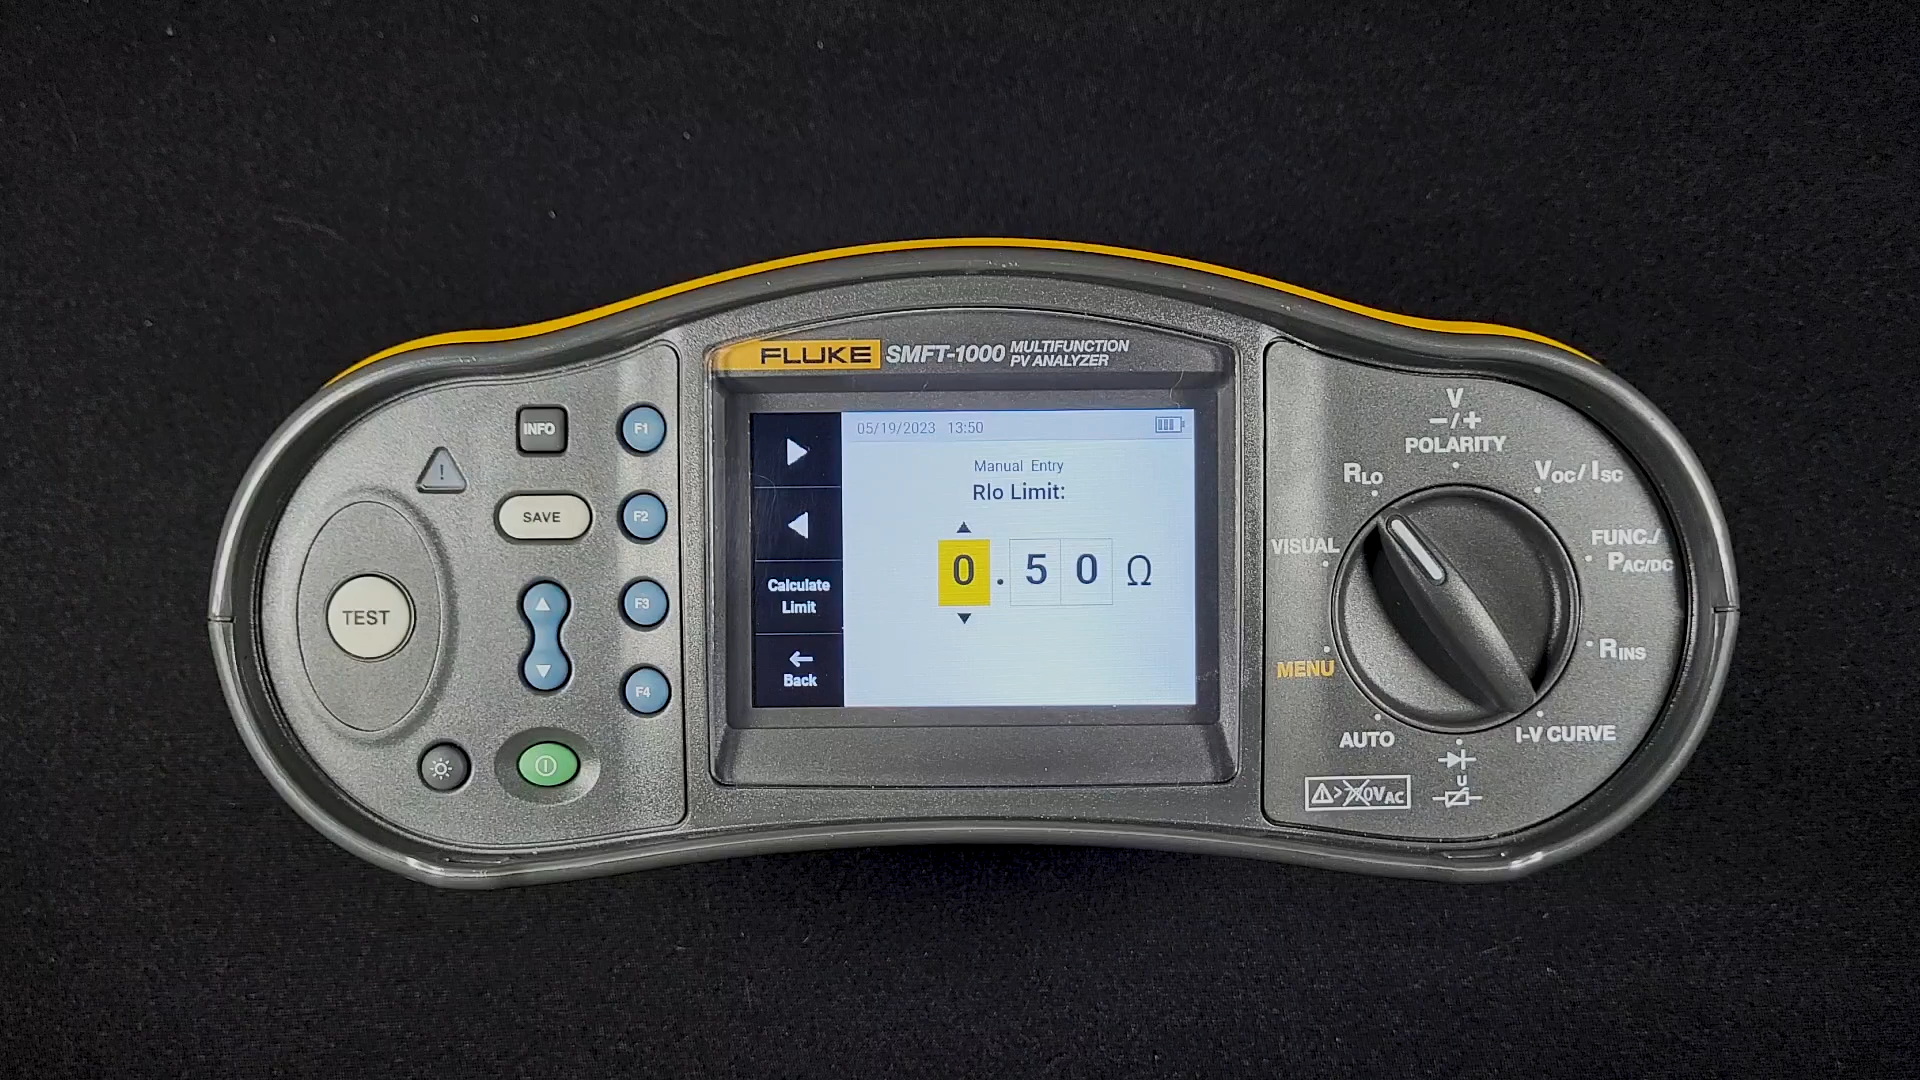 FLUKE SMFT-1000 MULTIFUNCTION
PV ANALYZER
INFO
SAVE
TEST
F1
F2
F3
F4
05/19/2023 13:50
Manual Entry
Rlo Limit:
0.50 Ω
Calculate
Limit
Back
V
-/+
POLARITY
RLO
VOC/ISC
VISUAL
FUNC./
PAC/DC
MENU
RINS
AUTO
I-V CURVE
U